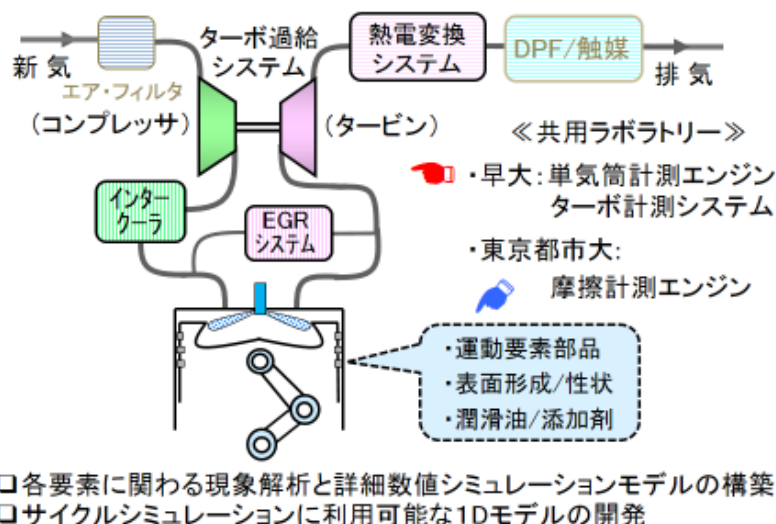 新 気
エア・フィルタ
ターボ過給
システム
熱電変換
システム
DPF/触媒
排 気
(コンプレッサ)
(タービン)
≪共用ラボラトリー≫
・早大:単気筒計測エンジン
ターボ計測システム
・東京都市大:
摩擦計測エンジン
インター
クーラ
EGR
システム
・運動要素部品
・表面形成/性状
・潤滑油/添加剤
□各要素に関わる現象解析と詳細数値シミュレーションモデルの構築
□サイクルシミュレーションに利用可能な1Dモデルの開発